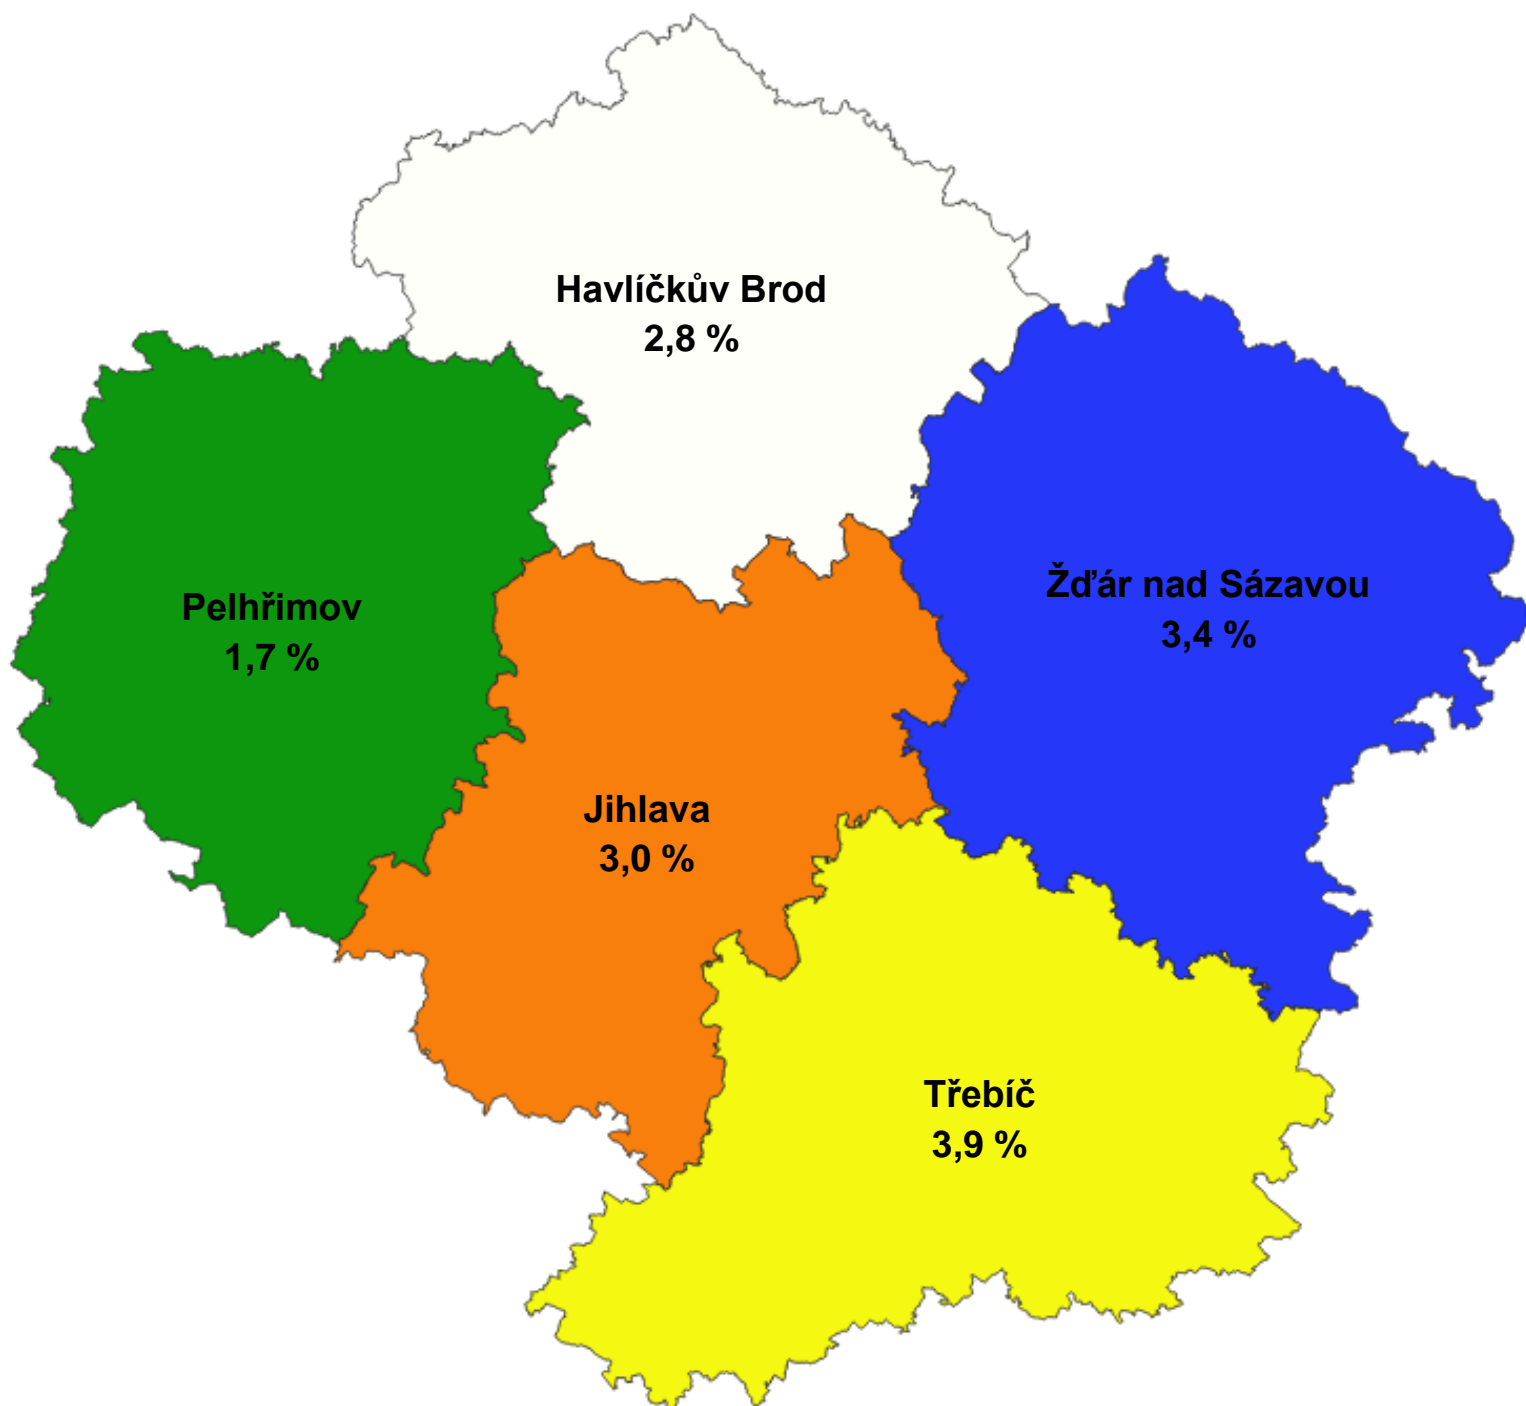 Havlíčkův Brod
2,8 %
Žďár nad Sázavou
3,4 %
Pelhřimov
1,7 %
Jihlava
3,0 %
Třebíč
3,9 %